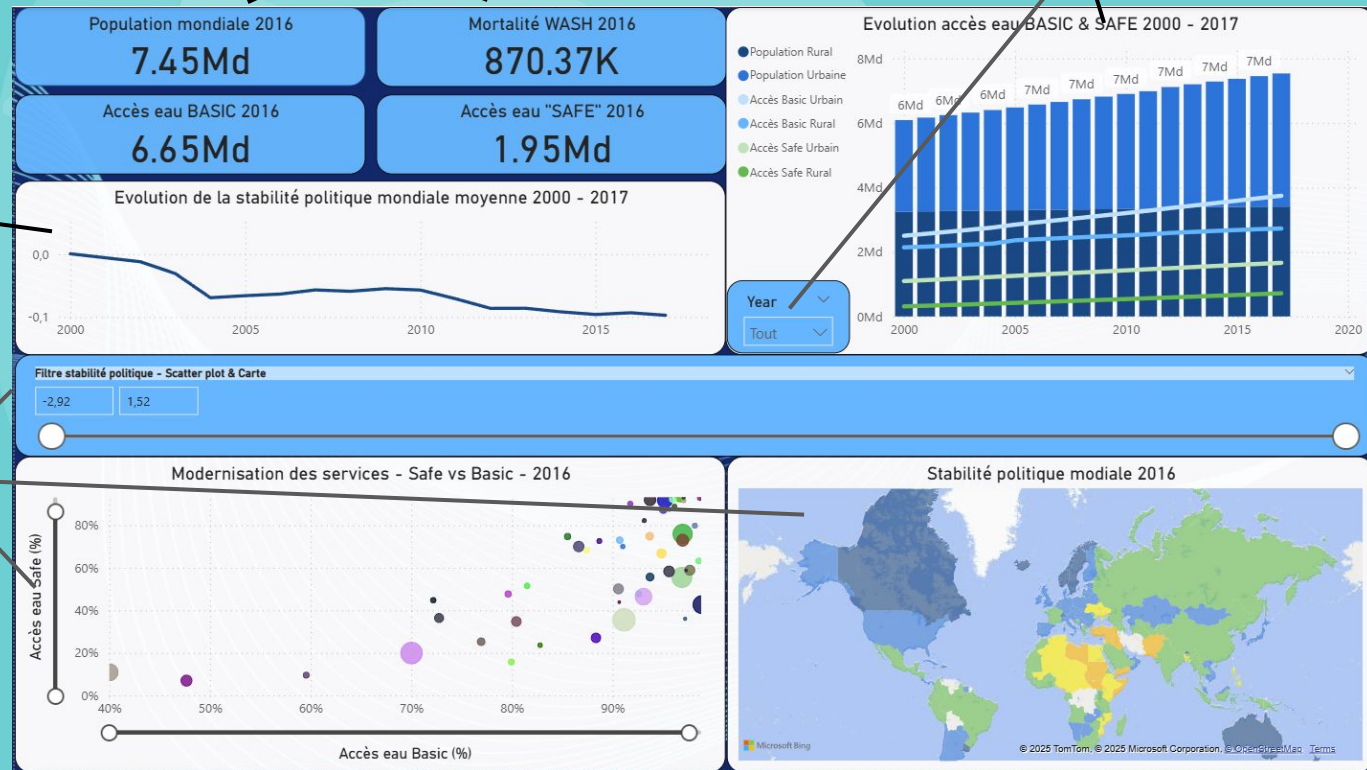 Population mondiale 2016
7.45Md
Mortalité WASH 2016
870.37K
Accès eau BASIC 2016
6.65Md
Accès eau "SAFE" 2016
1.95Md
Evolution de la stabilité politique mondiale moyenne 2000 - 2017
0,0
-0,1
2000 2005 2010 2015
Evolution accès eau BASIC & SAFE 2000 - 2017
Population Rural
Population Urbaine
Accès Basic Urbain
Accès Basic Rural
Accès Safe Urbain
Accès Safe Rural
8Md
6Md
4Md
2Md
0Md
6Md 6Md 6Md 7Md 7Md 7Md 7Md 7Md 7Md
2000 2005 2010 2015 2020
Year
Tout
Filtre stabilité politique - Scatter plot & Carte
-2,92 1,52
Modernisation des services - Safe vs Basic - 2016
Accès eau Safe (%)
80%
60%
40%
20%
0%
40% 50% 60% 70% 80% 90%
Accès eau Basic (%)
Stabilité politique modiale 2016
Microsoft Bing
© 2025 TomTom, © 2025 Microsoft Corporation, © OpenStreetMap Terms